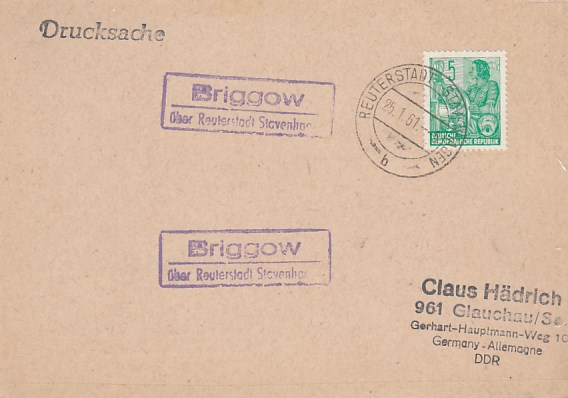 Drucksache
Briggow
über Reuterstadt Stavenhag
REUTERSTADT STAVENHAGEN
25.1.61.
b
5
DEUTSCHE
DEMOKRATISCHE REPUBLIK
Briggow
über Reuterstadt Stavenhag
Claus Hädrich
961 Glauchau/Sa
Gerhart-Hauptmann-Weg 10
Germany-Allemagne
DDR